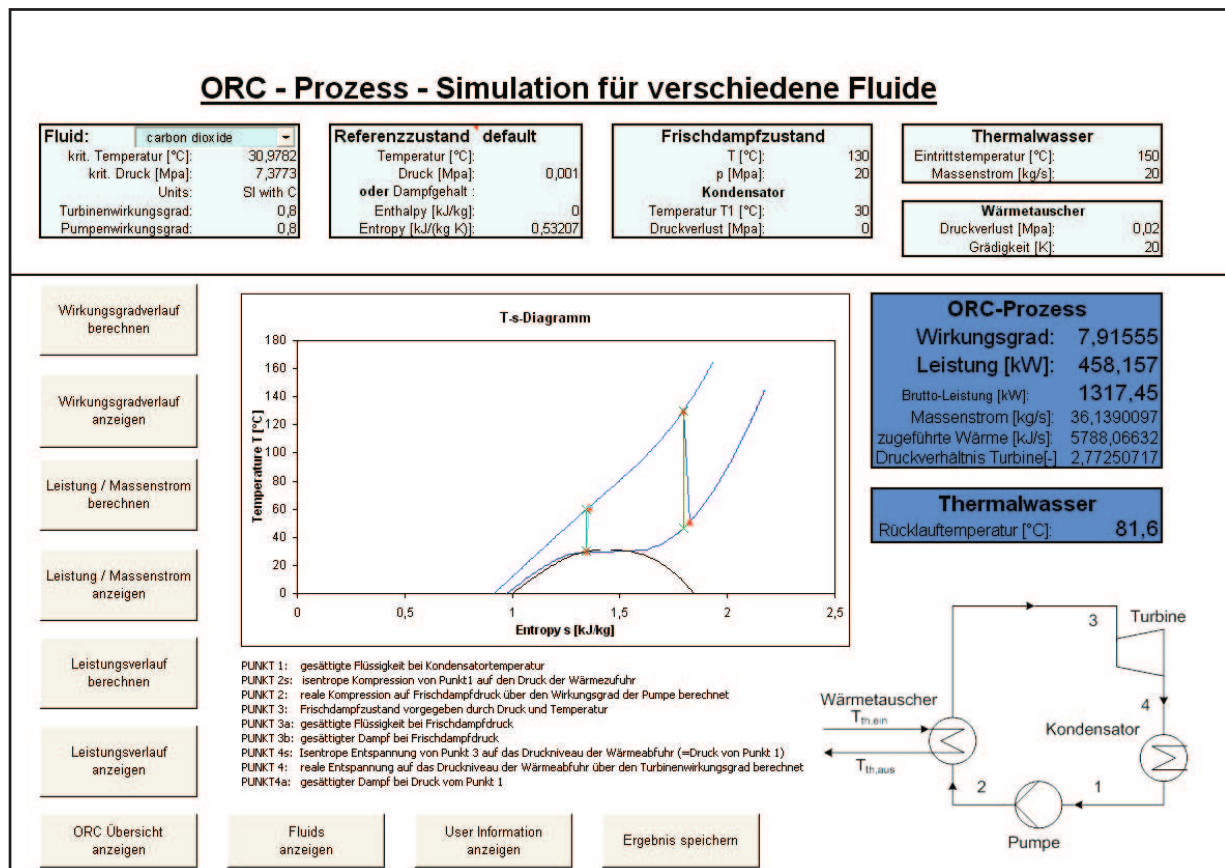 ORC - Prozess - Simulation für verschiedene Fluide
Fluid: carbon dioxide
krit. Temperatur [°C]: 30,9782
krit. Druck [Mpa]: 7,3773
Units: SI with C
Turbinenwirkungsgrad: 0,8
Pumpenwirkungsgrad: 0,8
Referenzzustand default
Temperatur [°C]:
Druck [Mpa]: 0,001
oder Dampfgehalt :
Enthalpy [kJ/kg]: 0
Entropy [kJ/(kg K)]: 0,53207
Frischdampfzustand
T [°C]: 130
p [Mpa]: 20
Kondensator
Temperatur T1 [°C]: 30
Druckverlust [Mpa]: 0
Thermalwasser
Eintrittstemperatur [°C]: 150
Massenstrom [kg/s]: 20
Wärmetauscher
Druckverlust [Mpa]: 0,02
Grädigkeit [K]: 20
Wirkungsgradverlauf
berechnen
Wirkungsgradverlauf
anzeigen
Leistung / Massenstrom
berechnen
Leistung / Massenstrom
anzeigen
Leistungsverlauf
berechnen
Leistungsverlauf
anzeigen
T-s-Diagramm
Temperature T [°C]
180
160
140
120
100
80
60
40
20
0
0 0,5 1 1,5 2 2,5
Entropy s [kJ/kg]
PUNKT 1: gesättigte Flüssigkeit bei Kondensatortemperatur
PUNKT 2s: isentrope Kompression von Punkt1 auf den Druck der Wärmezufuhr
PUNKT 2: reale Kompression auf Frischdampfdruck über den Wirkungsgrad der Pumpe berechnet
PUNKT 3: Frischdampfzustand vorgegeben durch Druck und Temperatur
PUNKT 3a: gesättigte Flüssigkeit bei Frischdampfdruck
PUNKT 3b: gesättigter Dampf bei Frischdampfdruck
PUNKT 4s: Isentrope Entspannung von Punkt 3 auf das Druckniveau der Wärmeabfuhr (=Druck von Punkt 1)
PUNKT 4: reale Entspannung auf das Druckniveau der Wärmeabfuhr über den Turbinenwirkungsgrad berechnet
PUNKT4a: gesättigter Dampf bei Druck vom Punkt 1
ORC-Prozess
Wirkungsgrad: 7,91555
Leistung [kW]: 458,157
Brutto-Leistung [kW]: 1317,45
Massenstrom [kg/s]: 36,1390097
zugeführte Wärme [kJ/s]: 5788,06632
Druckverhältnis Turbine[-] 2,77250717
Thermalwasser
Rücklauftemperatur [°C]: 81,6
3
Turbine
Wärmetauscher
Tth,ein
Tth,aus
4
Kondensator
2
1
Pumpe
ORC Übersicht
anzeigen
Fluids
anzeigen
User Information
anzeigen
Ergebnis speichern